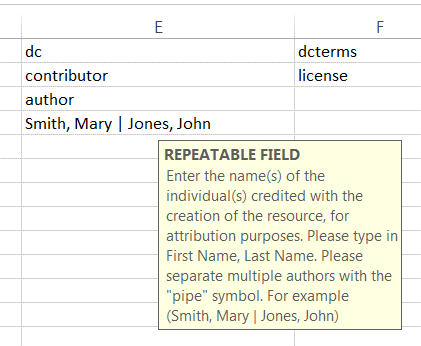 E F
dc dcterms
contributor license
author
Smith, Mary | Jones, John
REPEATABLE FIELD
Enter the name(s) of the
individual(s) credited with the
creation of the resource, for
attribution purposes. Please type in
First Name, Last Name. Please
separate multiple authors with the
"pipe" symbol. For example
(Smith, Mary | Jones, John)